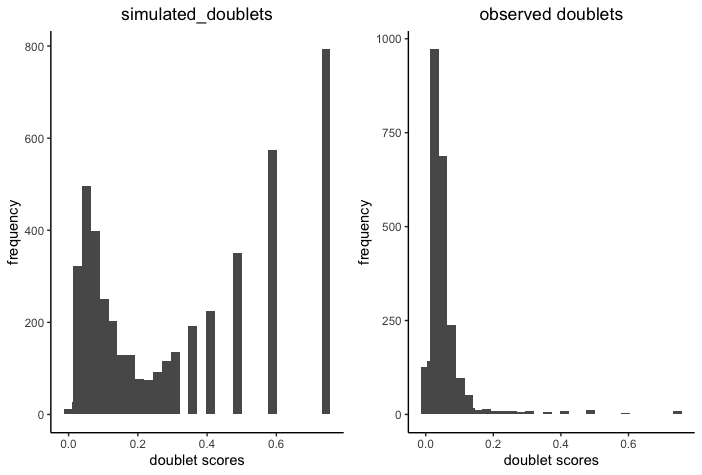 simulated_doublets
frequency
800
600
400
200
0
0.0 0.2 0.4 0.6
doublet scores
observed doublets
frequency
1000
750
500
250
0
0.0 0.2 0.4 0.6
doublet scores